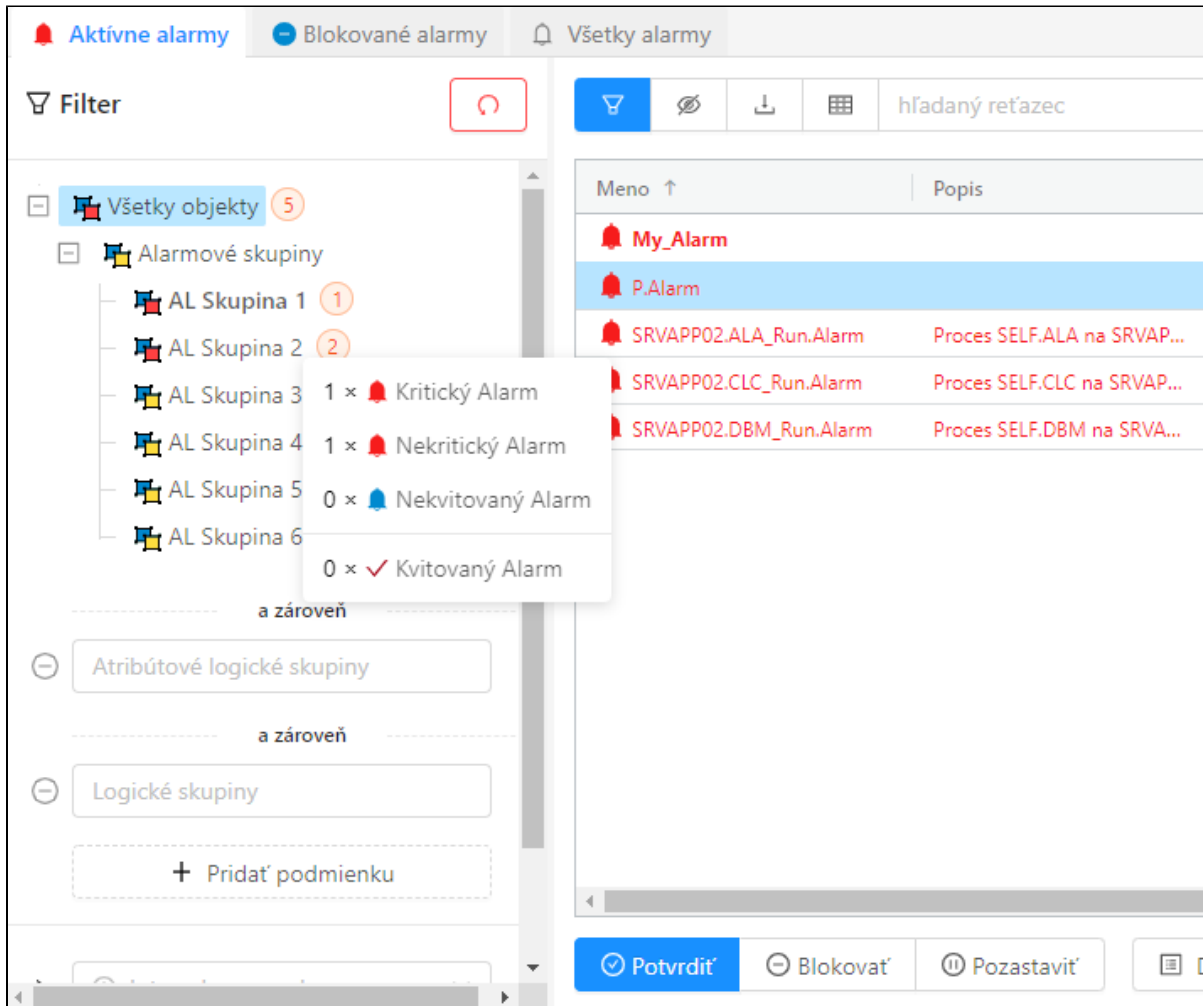 Aktívne alarmy
Blokované alarmy
Všetky alarmy
Filter
Všetky objekty 5
Alarmové skupiny
AL Skupina 1 1
AL Skupina 2 2
AL Skupina 3
AL Skupina 4
AL Skupina 5
AL Skupina 6
1 × Kritický Alarm
1 × Nekritický Alarm
0 × Nekvitovaný Alarm
0 × Kvitovaný Alarm
a zároveň
Atribútové logické skupiny
a zároveň
Logické skupiny
+ Pridať podmienku
hľadaný reťazec
Meno ↑ Popis
My_Alarm
P.Alarm
SRVAPP02.ALA_Run.Alarm Proces SELF.ALA na SRVAP...
SRVAPP02.CLC_Run.Alarm Proces SELF.CLC na SRVAP...
SRVAPP02.DBM_Run.Alarm Proces SELF.DBM na SRVA...
Potvrdiť
Blokovať
Pozastaviť